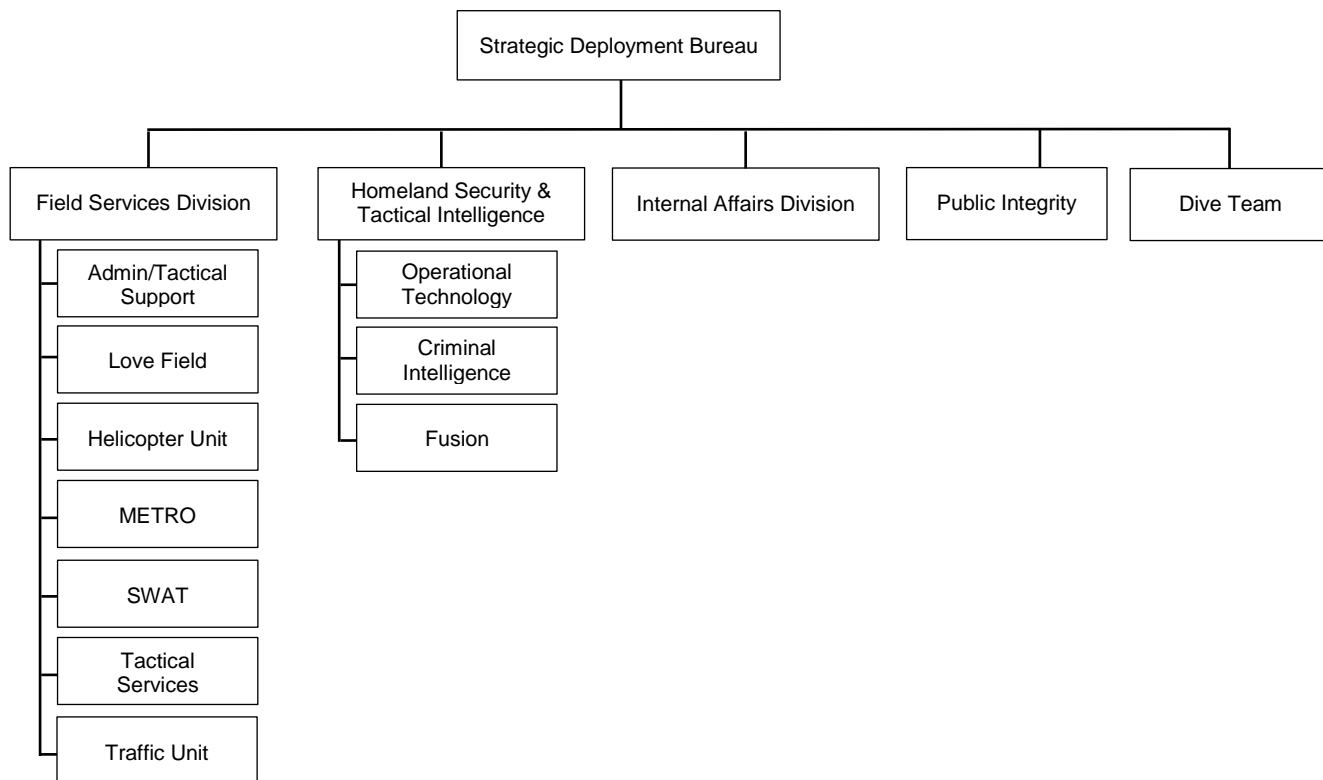 Strategic Deployment Bureau
Field Services Division
Homeland Security &
Tactical Intelligence
Internal Affairs Division
Public Integrity
Dive Team
Admin/Tactical
Support
Love Field
Helicopter Unit
METRO
SWAT
Tactical
Services
Traffic Unit
Operational
Technology
Criminal
Intelligence
Fusion